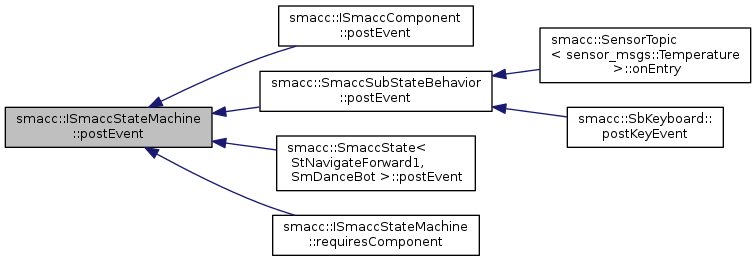 smacc::ISmaccStateMachine
::postEvent
smacc::ISmaccComponent
::postEvent
smacc::SmaccSubStateBehavior
::postEvent
smacc::SensorTopic
< sensor_msgs::Temperature
>::onEntry
smacc::SbKeyboard::
postKeyEvent
smacc::SmaccState<
StNavigateForward1,
SmDanceBot >::postEvent
smacc::ISmaccStateMachine
::requiresComponent